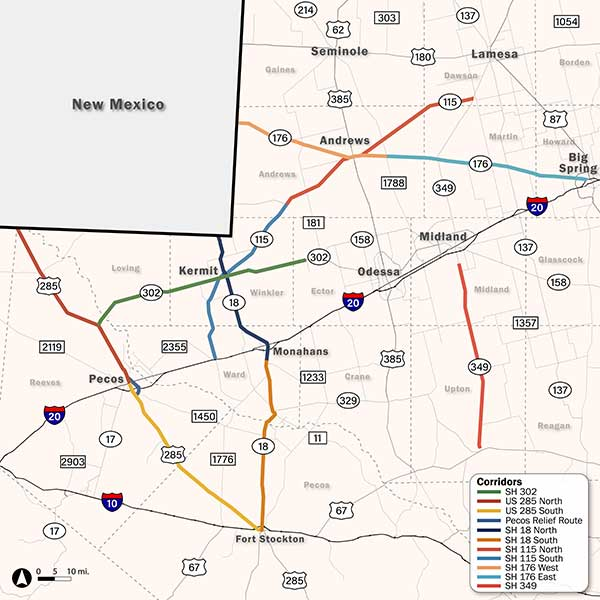 214
303
137
1054
62
Seminole
180
Lamesa
Gaines
Dawson
Borden
385
115
87
176
Andrews
Martin
Howard
Big
Spring
176
Andrews
1788
349
20
181
115
158
Midland
137
302
Glasscock
Loving
Kermit
Odessa
285
302
Winkler
Ector
20
Midland
158
18
1357
2119
2355
Monahans
385
349
Reeves
Pecos
Ward
1233
Crane
Upton
137
20
1450
329
Reagan
17
285
18
11
2903
1776
Pecos
New Mexico
10
67
17
Fort Stockton
67
285
0 5 10 mi.
Corridors
SH 302
US 285 North
US 285 South
Pecos Relief Route
SH 18 North
SH 18 South
SH 115 North
SH 115 South
SH 176 West
SH 176 East
SH 349